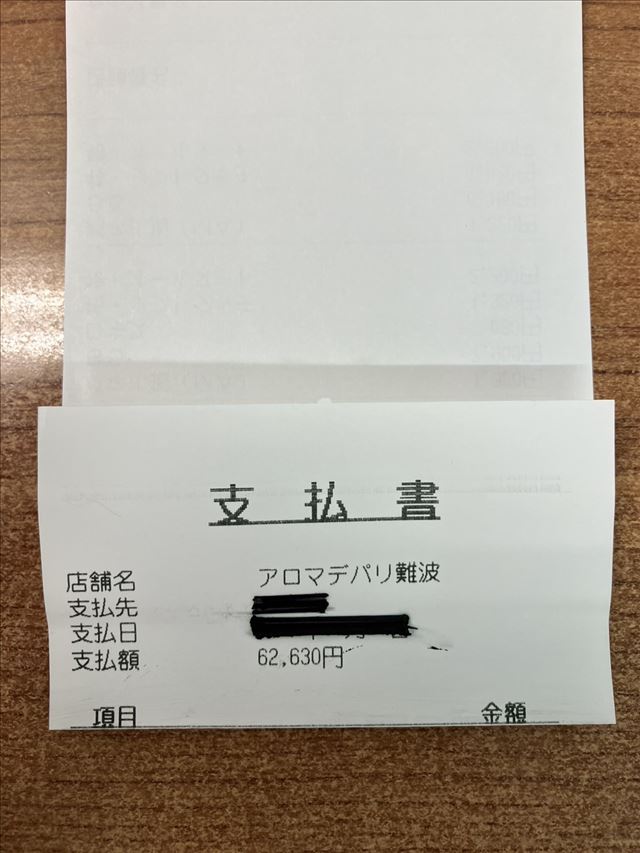 支払書
店舗名 アロマデパリ難波
支払先
支払日
支払額 62,630円
項目 金額